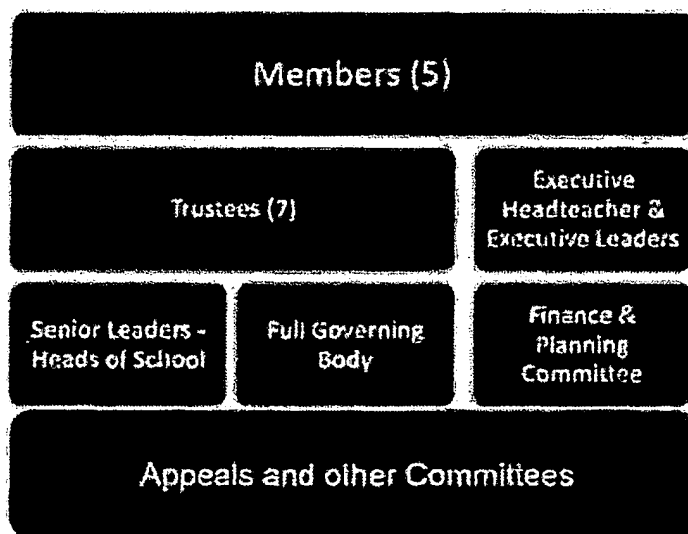 Members (5)
Trustees (7)
Executive
Headteacher &
Executive Leaders
Senior Leaders -
Heads of School
Full Governing
Body
Finance &
Planning
Committee
Appeals and other Committees